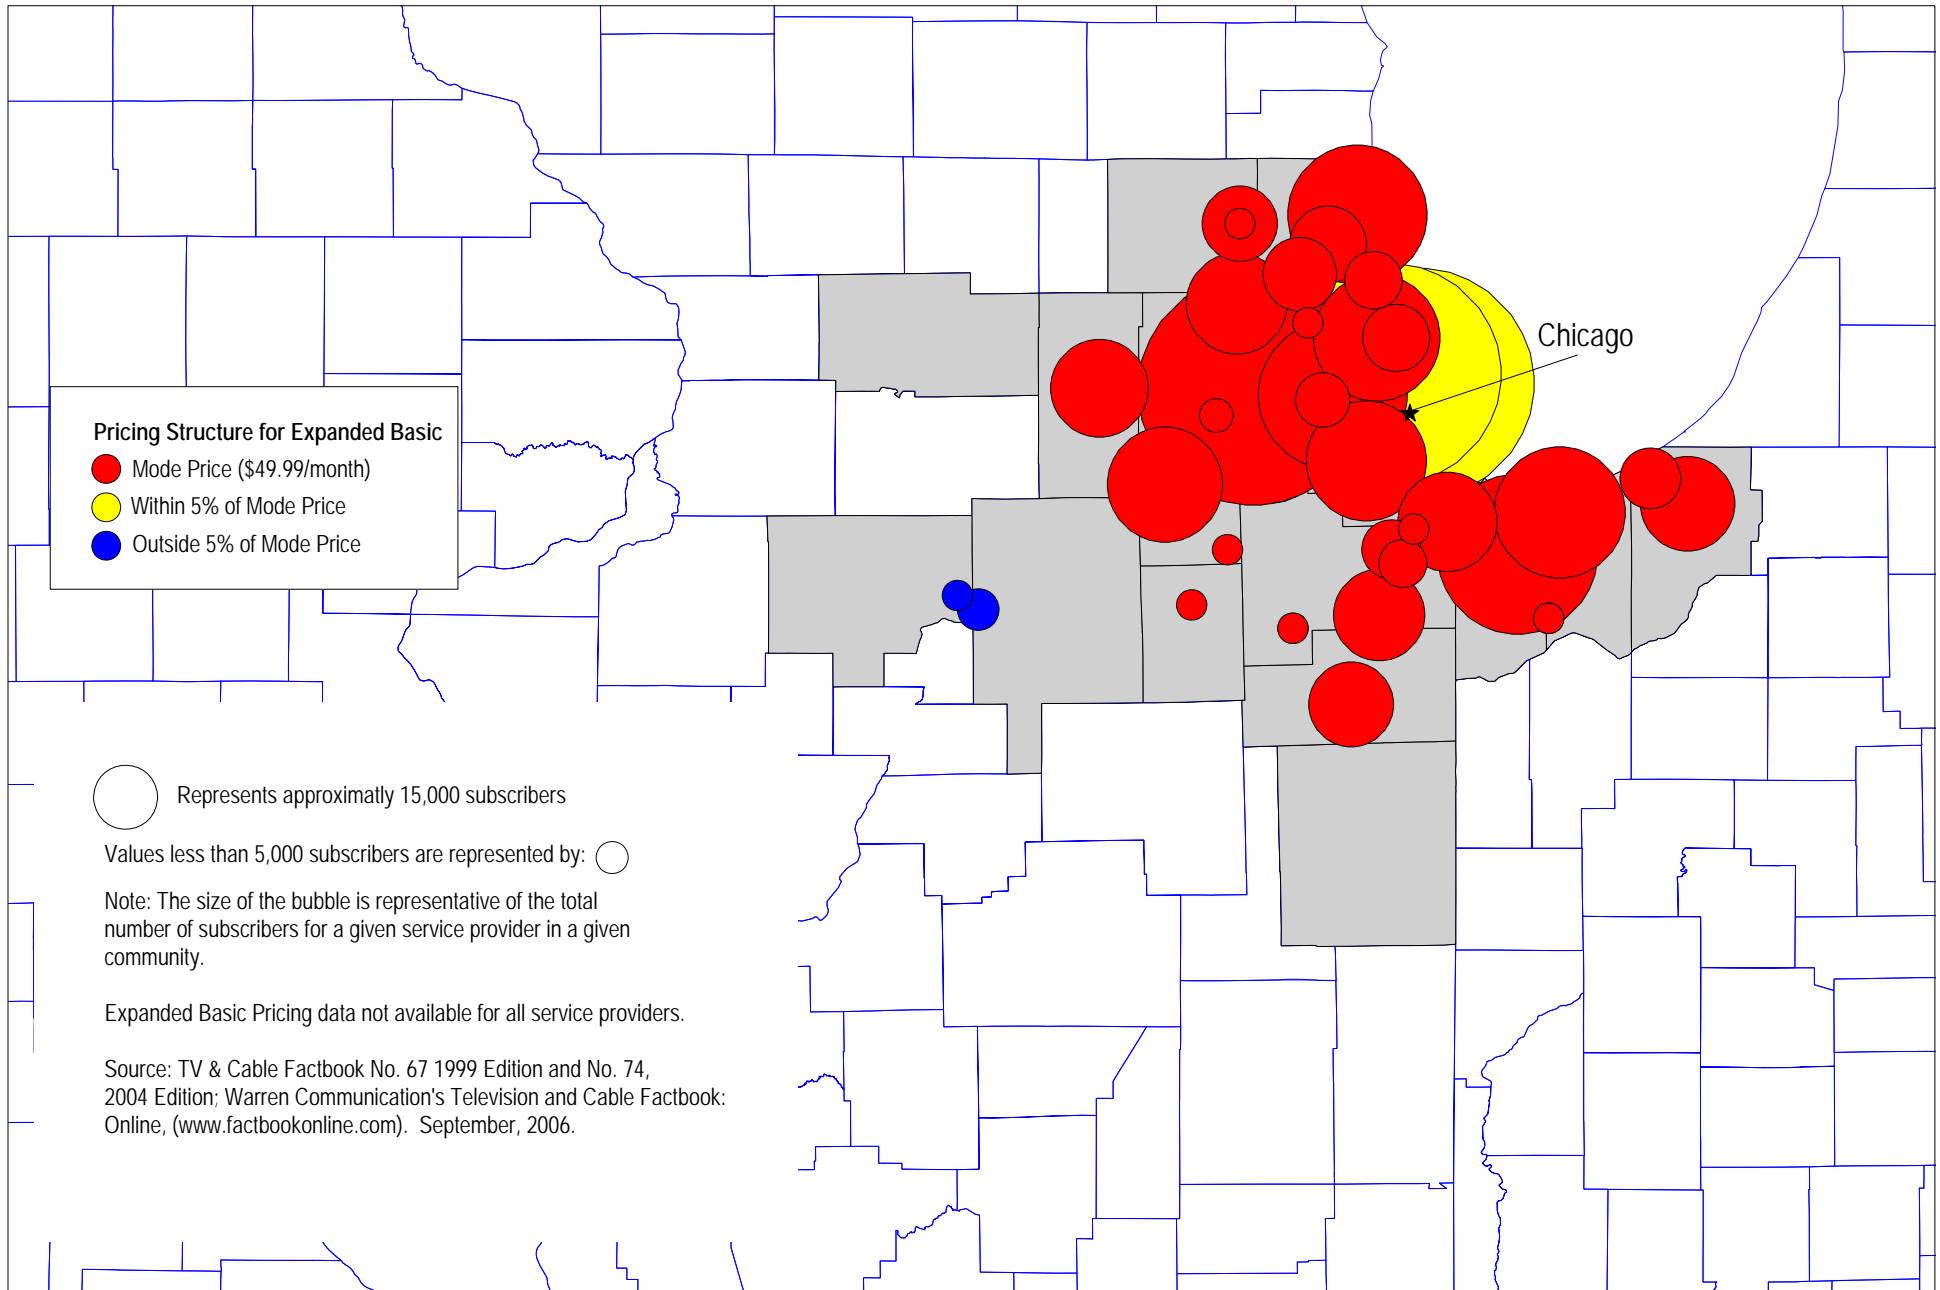 Chicago
Pricing Structure for Expanded Basic
Mode Price ($49.99/month)
Within 5% of Mode Price
Outside 5% of Mode Price
Represents approximatly 15,000 subscribers
Values less than 5,000 subscribers are represented by:
Note: The size of the bubble is representative of the total
number of subscribers for a given service provider in a given
community.
Expanded Basic Pricing data not available for all service providers.
Source: TV & Cable Factbook No. 67 1999 Edition and No. 74,
2004 Edition; Warren Communication's Television and Cable Factbook:
Online, (www.factbookonline.com).  September, 2006.